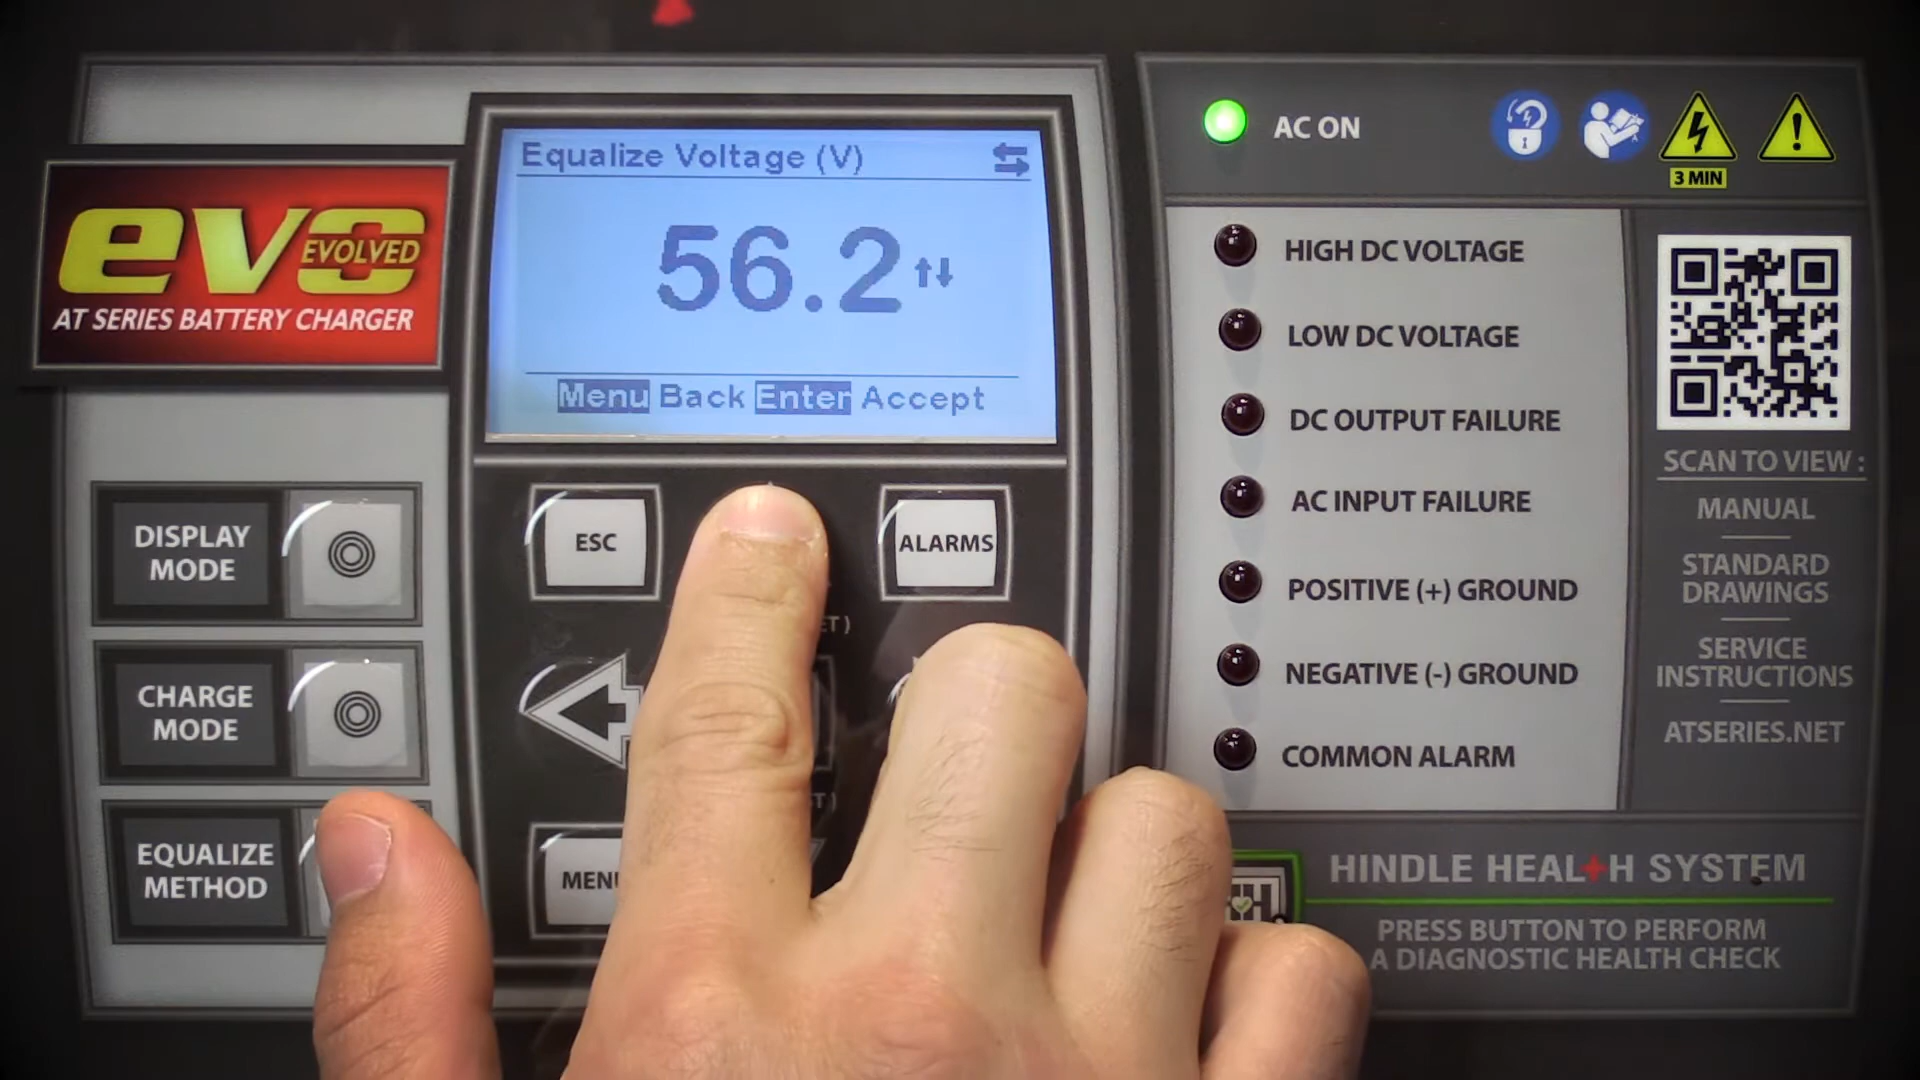 evo
EVOLVED
AT SERIES BATTERY CHARGER
Equalize Voltage (V)
56.2
Menu Back Enter Accept
DISPLAY
MODE
CHARGE
MODE
EQUALIZE
METHOD
ESC
ALARMS
MENU
AC ON
3 MIN
HIGH DC VOLTAGE
LOW DC VOLTAGE
DC OUTPUT FAILURE
AC INPUT FAILURE
POSITIVE (+) GROUND
NEGATIVE (-) GROUND
COMMON ALARM
SCAN TO VIEW :
MANUAL
STANDARD
DRAWINGS
SERVICE
INSTRUCTIONS
ATSERIES.NET
HINDLE HEALTH SYSTEM
PRESS BUTTON TO PERFORM
A DIAGNOSTIC HEALTH CHECK